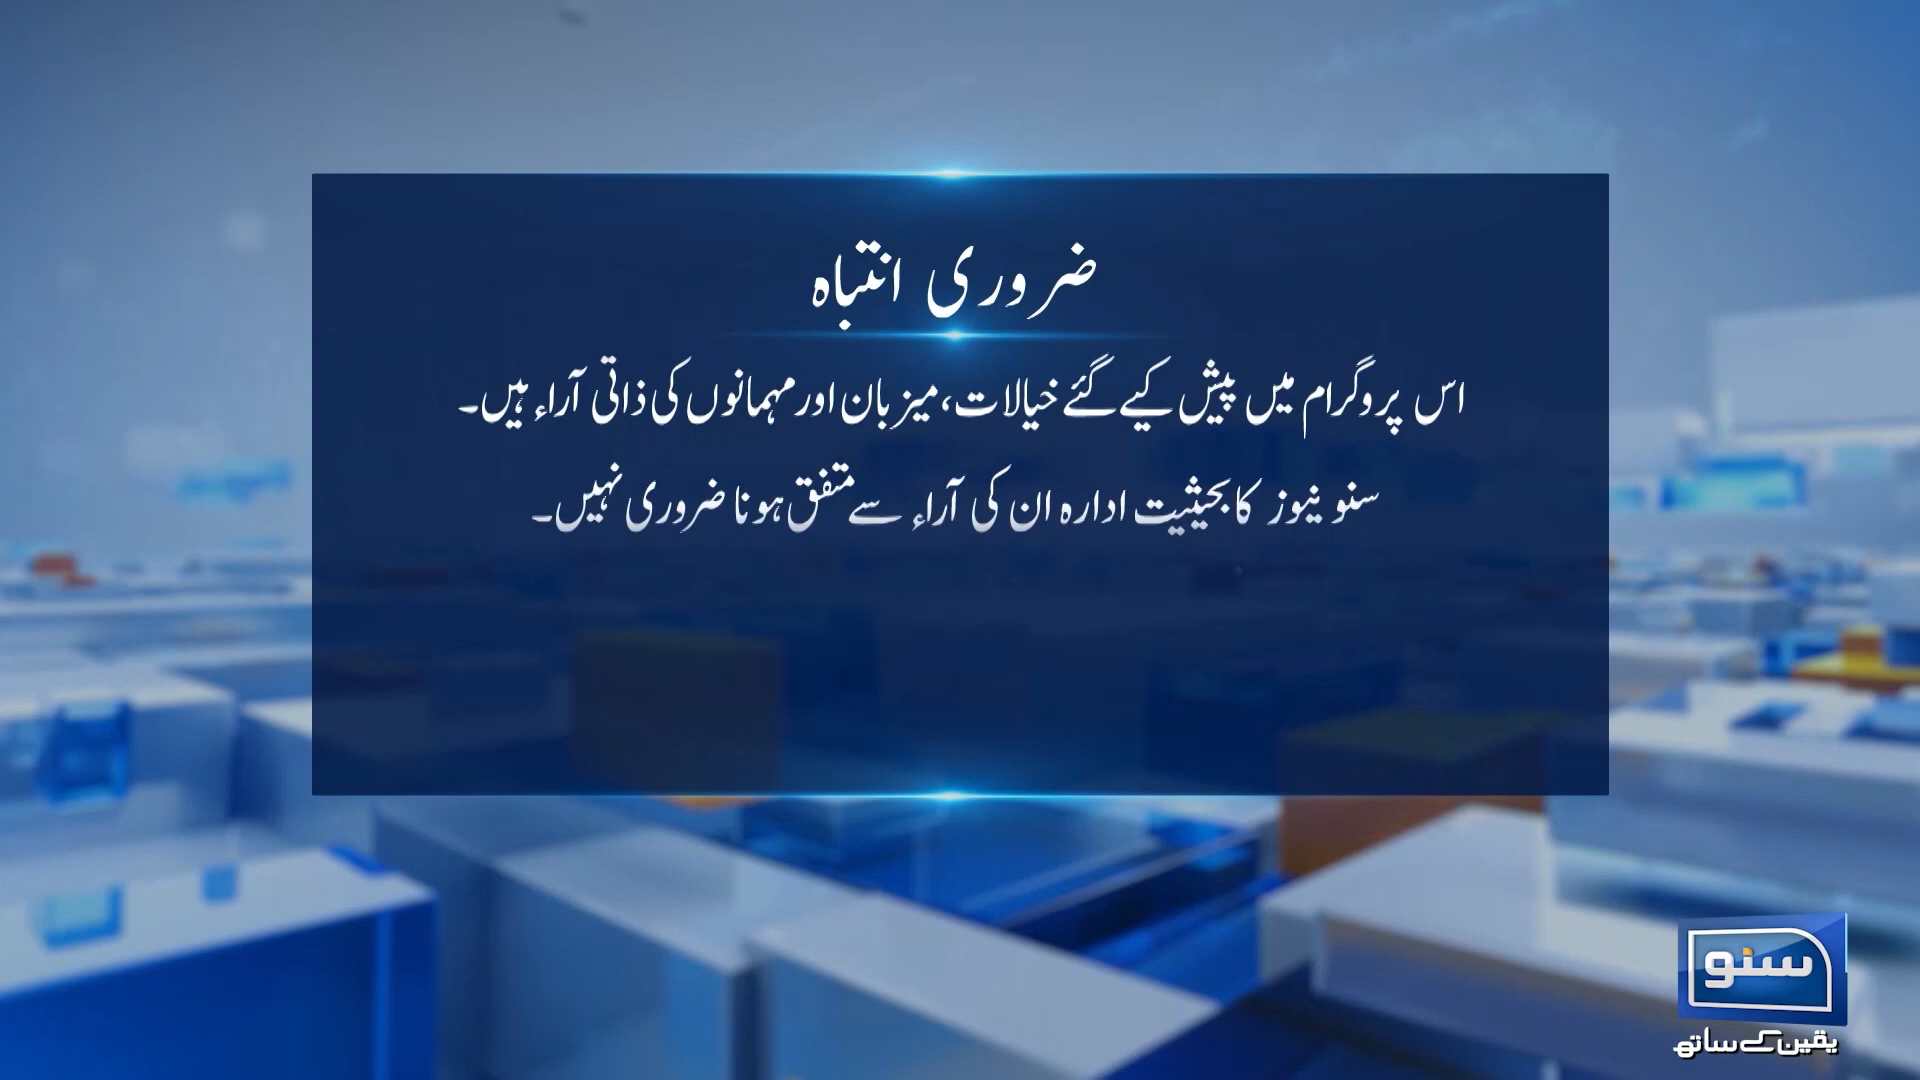 ضروری انتباہ
اس پروگرام میں پیش کیے گئے خیالات، میزبان اور مہمانوں کی ذاتی آراء ہیں۔
سنو نیوز کا بحیثیت ادارہ ان کی آراء سے متفق ہونا ضروری نہیں۔
سنو
یقین کے ساتھ